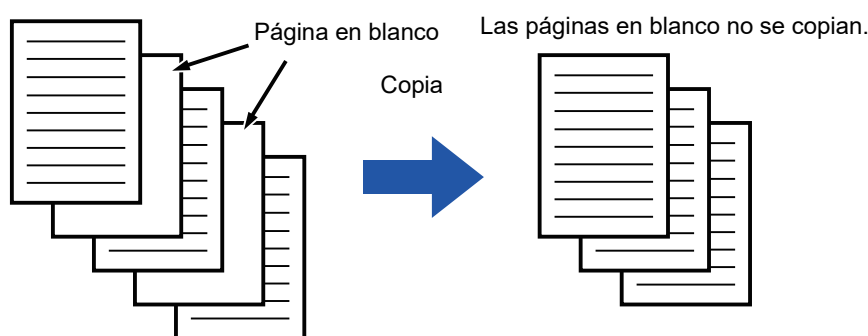 Página en blanco
Las páginas en blanco no se copian.
Copia